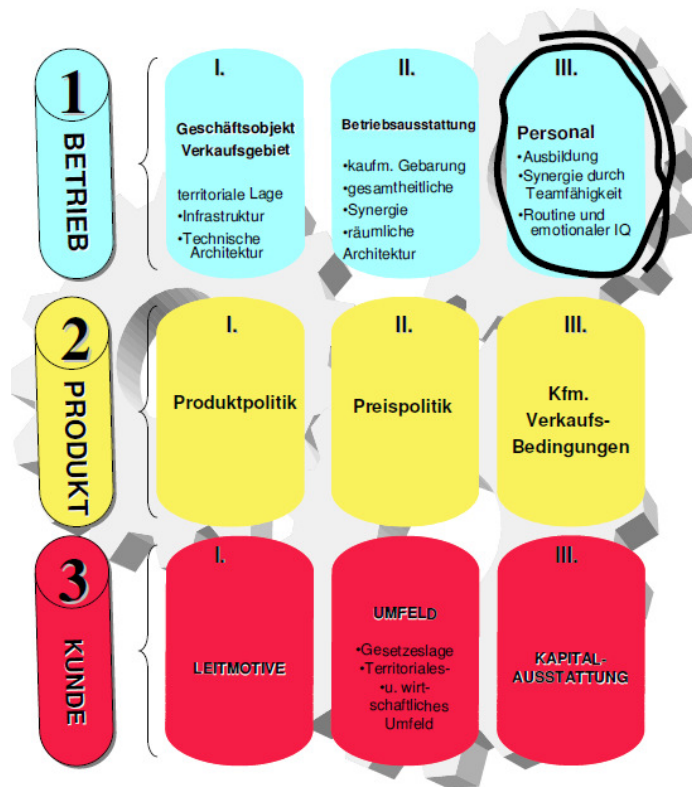 1
BETRIEB
I.
Geschäftsobjekt
Verkaufsgebiet
territoriale Lage
•Infrastruktur
•Technische
Architektur
II.
Betriebsausstattung
•kaufm. Gebarung
•gesamtheitliche
•Synergie
•räumliche
Architektur
III.
Personal
•Ausbildung
•Synergie durch
Teamfähigkeit
•Routine und
emotionaler IQ
2
PRODUKT
I.
Produktpolitik
II.
Preispolitik
III.
Kfm.
Verkaufs-
Bedingungen
3
KUNDE
I.
LEITMOTIVE
UMFELD
•Gesetzeslage
•Territoriales-
•u. wirt-
schaftliches
Umfeld
III.
KAPITAL-
AUSSTATTUNG